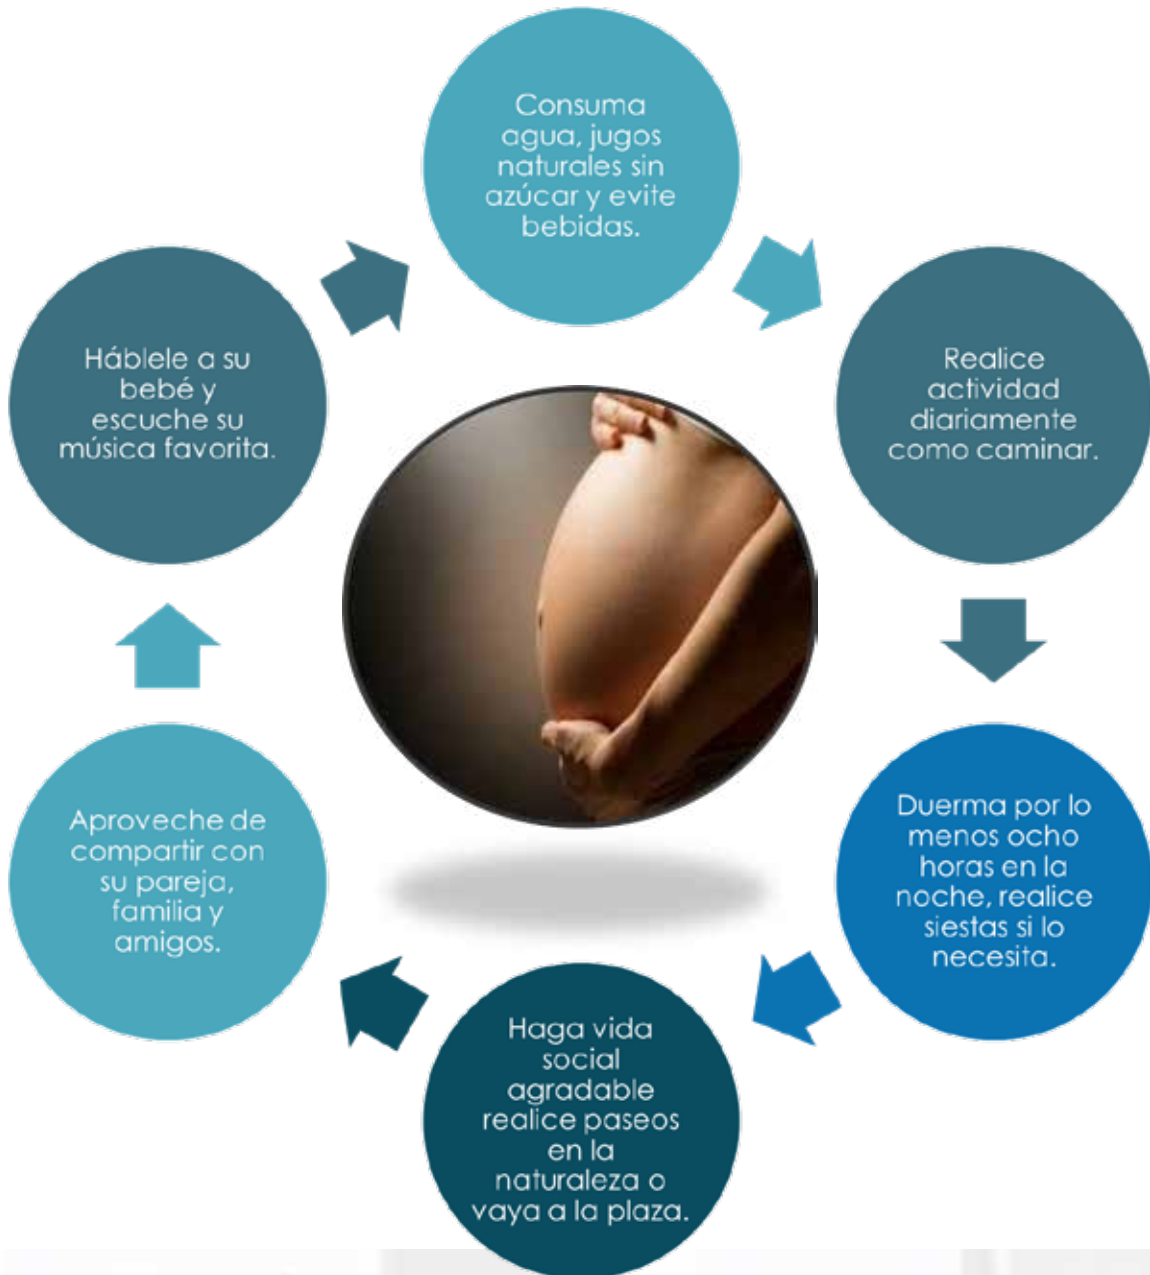 Consuma
agua, jugos
naturales sin
azúcar y evite
bebidas.
Realice
actividad
diariamente
como caminar.
Duerma por lo
menos ocho
horas en la
noche, realice
siestas si lo
necesita.
Haga vida
social
agradable
realice paseos
en la
naturaleza o
vaya a la plaza.
Aproveche de
compartir con
su pareja,
familia y
amigos.
Háblele a su
bebé y
escuche su
música favorita.